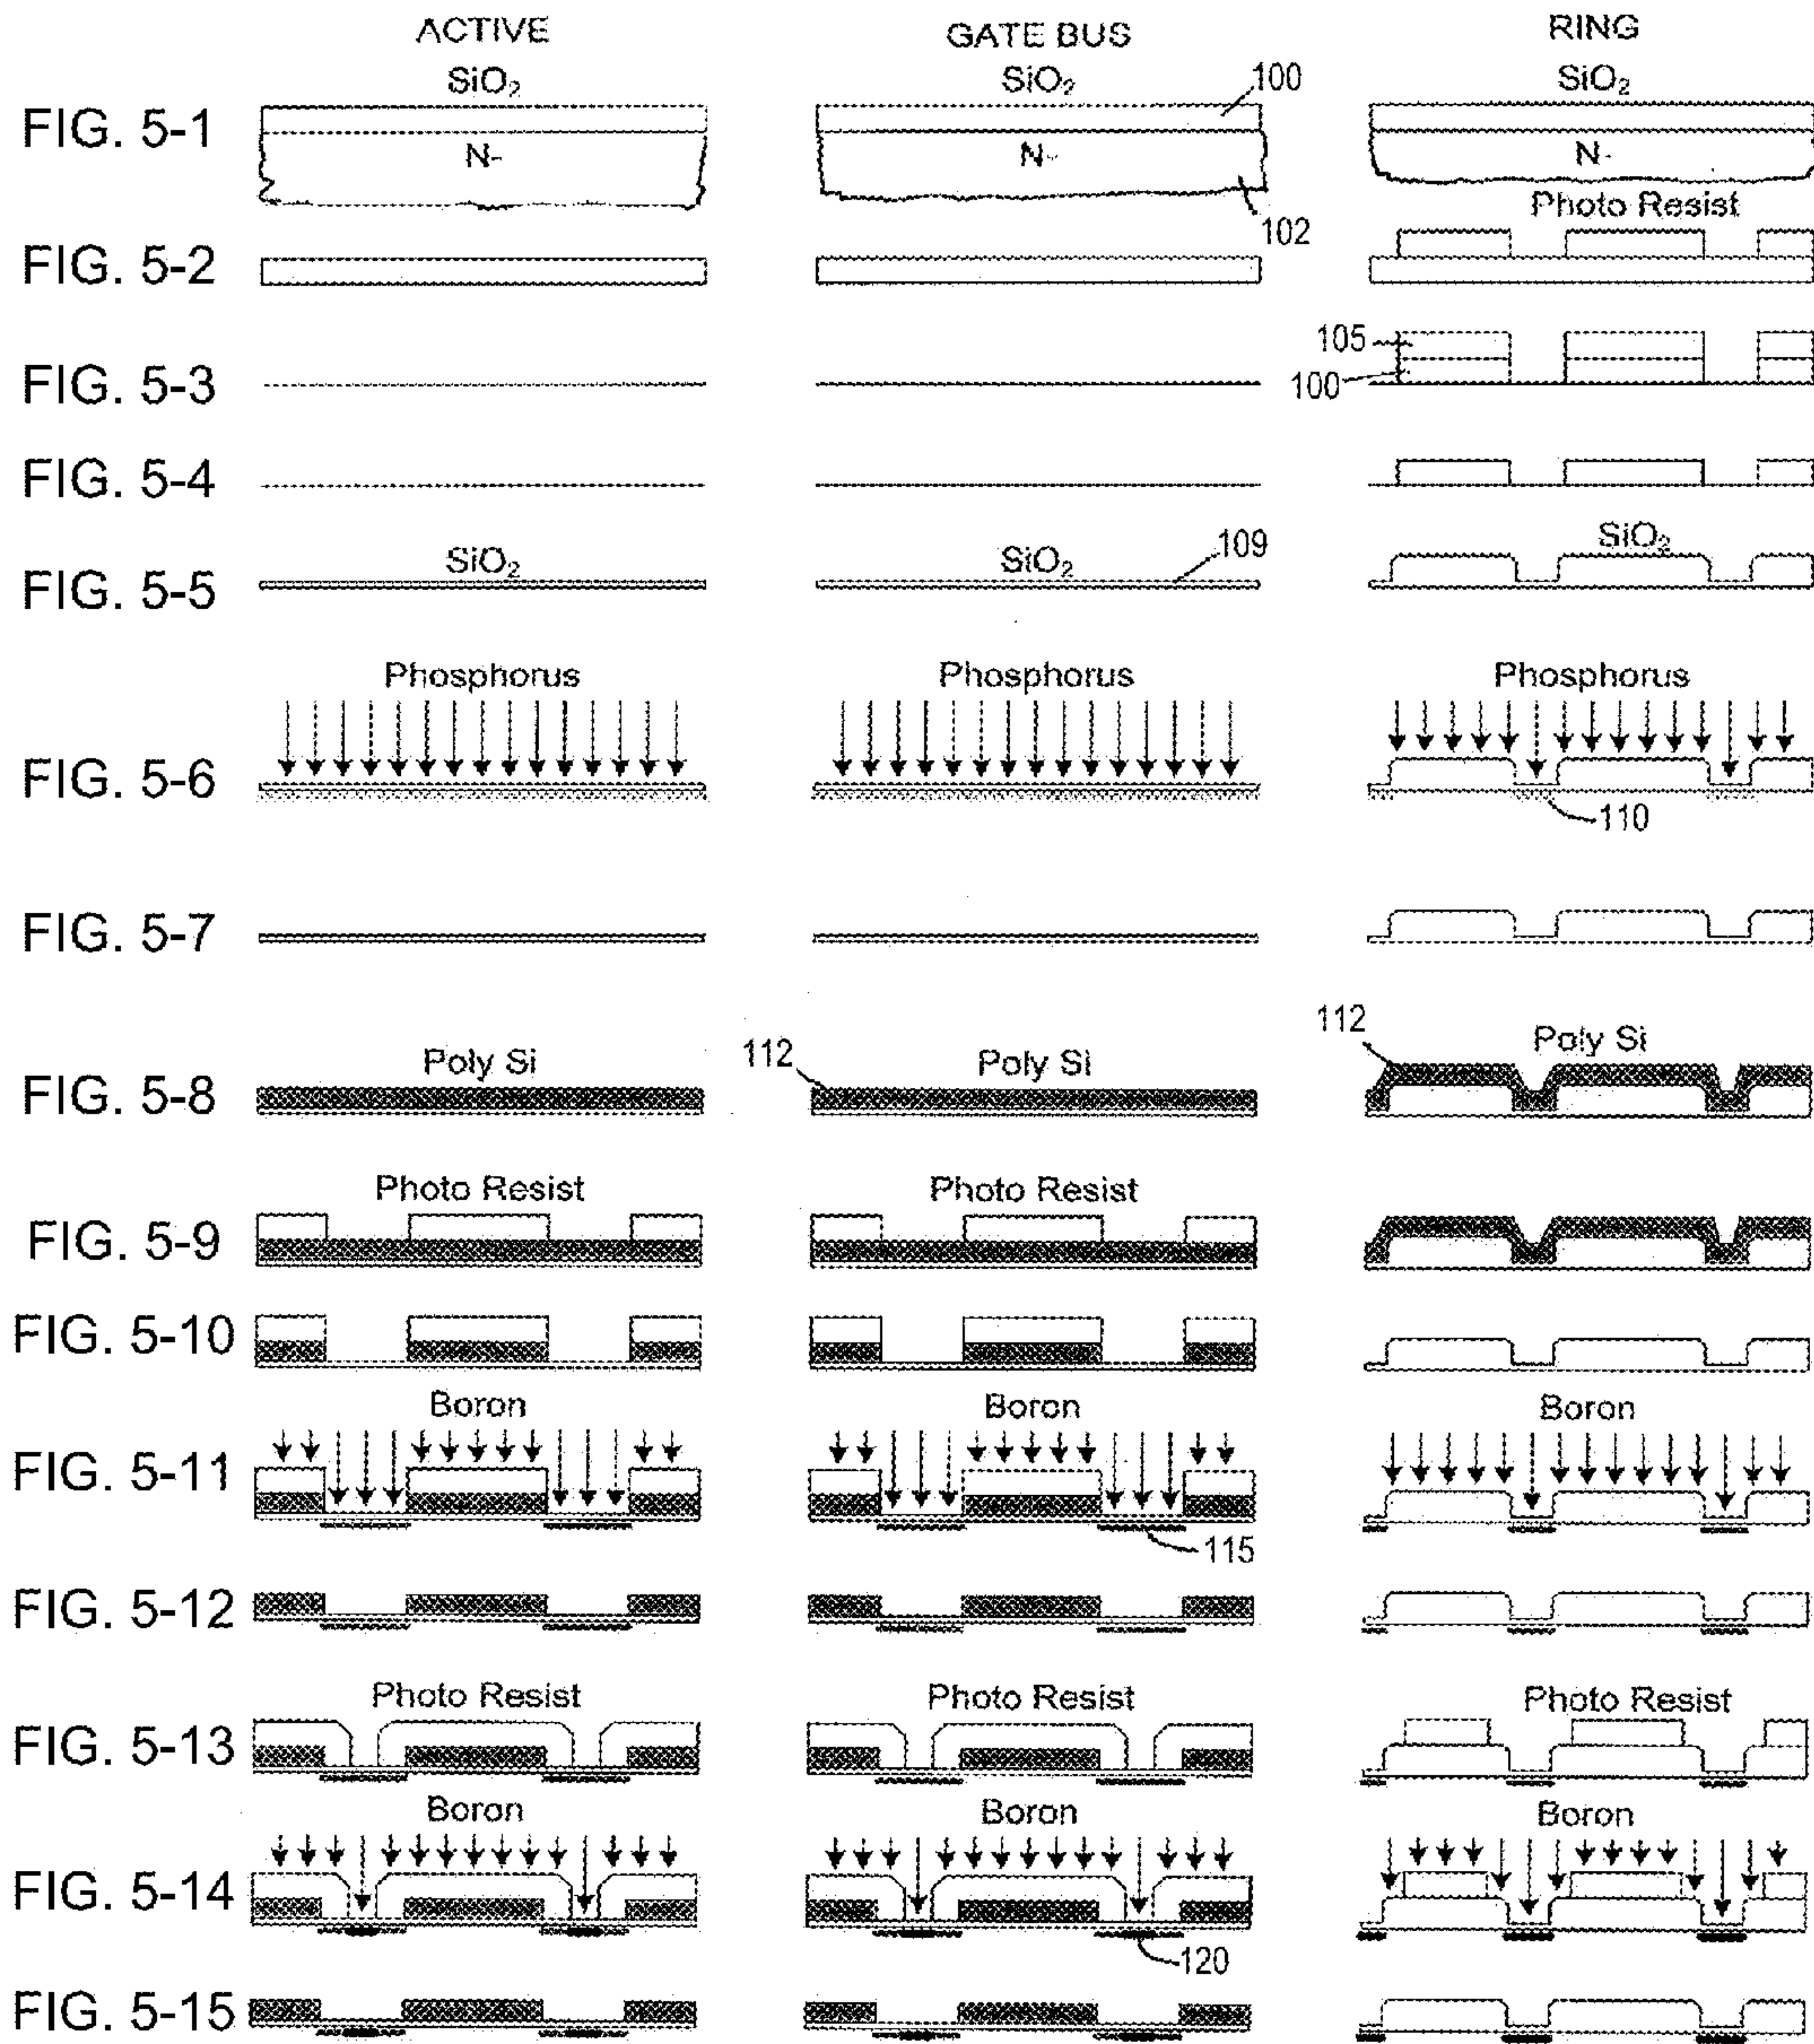 ACTIVE GATE BUS RING
SiO₂ SiO₂ 100 SiO₂
FIG. 5-1 N- N- N-
102 Photo Resist
FIG. 5-2
105
FIG. 5-3 100
FIG. 5-4
SiO₂ SiO₂ 109 SiO₂
FIG. 5-5
Phosphorus Phosphorus Phosphorus
FIG. 5-6
110
FIG. 5-7
112
Poly Si 112 Poly Si Poly Si
FIG. 5-8
Photo Resist Photo Resist
FIG. 5-9
FIG. 5-10
Boron Boron Boron
FIG. 5-11
115
FIG. 5-12
Photo Resist Photo Resist Photo Resist
FIG. 5-13
Boron Boron Boron
FIG. 5-14
120
FIG. 5-15